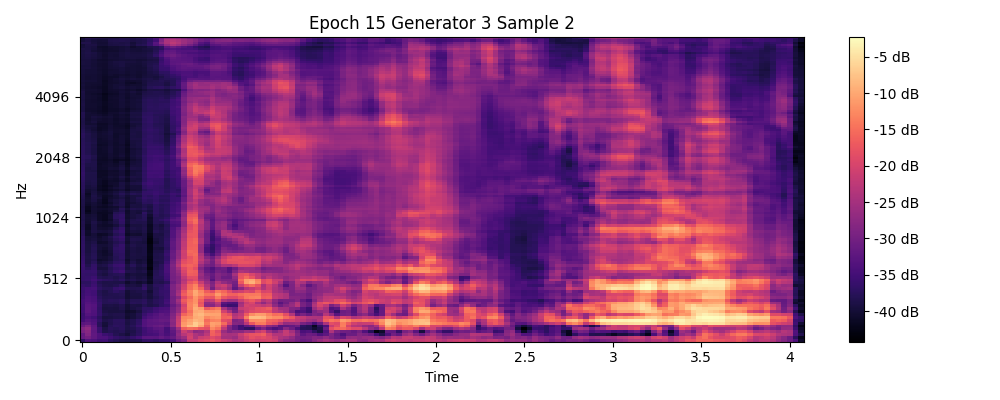 Epoch 15 Generator 3 Sample 2
Hz
4096
2048
1024
512
0
0 0.5 1 1.5 2 2.5 3 3.5 4
Time
-5 dB
-10 dB
-15 dB
-20 dB
-25 dB
-30 dB
-35 dB
-40 dB